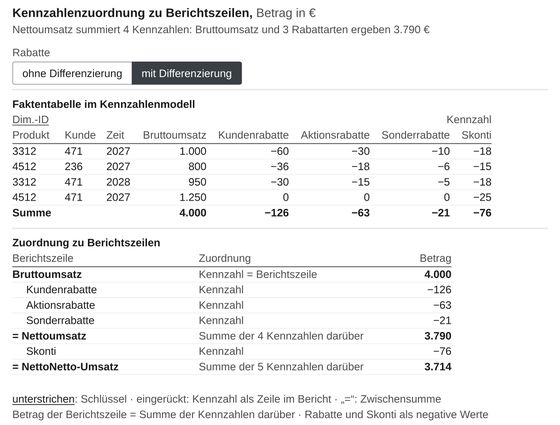 Kennzahlenzuordnung zu Berichtszeilen, Betrag in €
Nettoumsatz summiert 4 Kennzahlen: Bruttoumsatz und 3 Rabattarten ergeben 3.790 €
Rabatte
ohne Differenzierung mit Differenzierung
Faktentabelle im Kennzahlenmodell
Dim.-ID Kennzahl
Produkt Kunde Zeit Bruttoumsatz Kundenrabatte Aktionsrabatte Sonderrabatte Skonti
3312 471 2027 1.000 −60 −30 −10 −18
4512 236 2027 800 −36 −18 −6 −15
3312 471 2028 950 −30 −15 −5 −18
4512 471 2027 1.250 0 0 0 −25
Summe 4.000 −126 −63 −21 −76
Zuordnung zu Berichtszeilen
Berichtszeile Zuordnung Betrag
Bruttoumsatz Kennzahl = Berichtszeile 4.000
Kundenrabatte Kennzahl −126
Aktionsrabatte Kennzahl −63
Sonderrabatte Kennzahl −21
= Nettoumsatz Summe der 4 Kennzahlen darüber 3.790
Skonti Kennzahl −76
= NettoNetto-Umsatz Summe der 5 Kennzahlen darüber 3.714
unterstrichen: Schlüssel · eingerückt: Kennzahl als Zeile im Bericht · „=“: Zwischensumme
Betrag der Berichtszeile = Summe der Kennzahlen darüber · Rabatte und Skonti als negative Werte